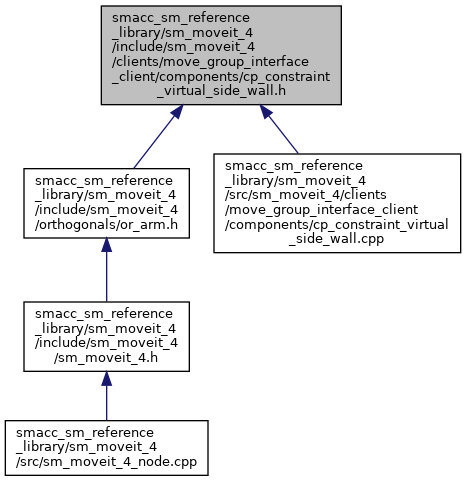 smacc_sm_reference
_library/sm_moveit_4
/include/sm_moveit_4
/clients/move_group_interface
_client/components/cp_constraint
_virtual_side_wall.h
smacc_sm_reference
_library/sm_moveit_4
/include/sm_moveit_4
/orthogonals/or_arm.h
smacc_sm_reference
_library/sm_moveit_4
/src/sm_moveit_4/clients
/move_group_interface_client
/components/cp_constraint_virtual
_side_wall.cpp
smacc_sm_reference
_library/sm_moveit_4
/include/sm_moveit_4
/sm_moveit_4.h
smacc_sm_reference
_library/sm_moveit_4
/src/sm_moveit_4_node.cpp